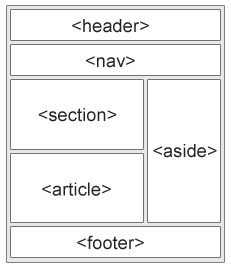 <header>
<nav>
<section>
<aside>
<article>
<footer>